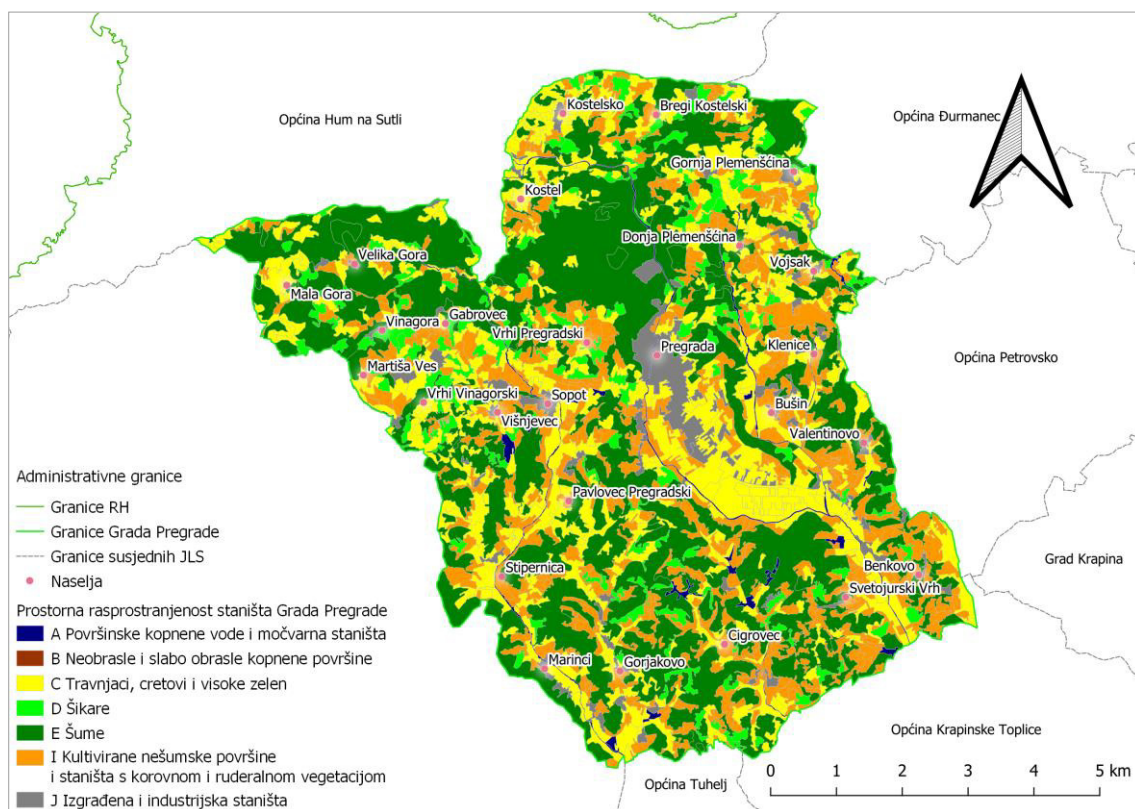 Kostelsko
Bregi Kostelski
Općina Đurmanec
Općina Hum na Sutli
Gornja Plemenšćina
Kostel
Donja Plemenšćina
Velika Gora
Vojsak
Mala Gora
Gabrovec
Vinagora
Vrhi Pregradski
Pregrada
Klenice
Općina Petrovsko
Martiša Ves
Vrhi Vinagorski
Sopot
Višnjevec
Bušin
Valentinovo
Administrativne granice
Granice RH
Granice Grada Pregrade
Granice susjednih JLS
Naselja
Pavlovec Pregradski
Stipernica
Benkovo
Grad Krapina
Svetojurski Vrh
Prostorna rasprostranjenost staništa Grada Pregrade
A Površinske kopnene vode i močvarna staništa
B Neobrasle i slabo obrasle kopnene površine
C Travnjaci, cretovi i visoke zelen
D Šikare
E Šume
I Kultivirane nešumske površine
i staništa s korovnom i ruderalnom vegetacijom
J Izgrađena i industrijska staništa
Cigrovec
Marinci
Gorjakovo
Općina Krapinske Toplice
Općina Tuhelj
0 1 2 3 4 5 km